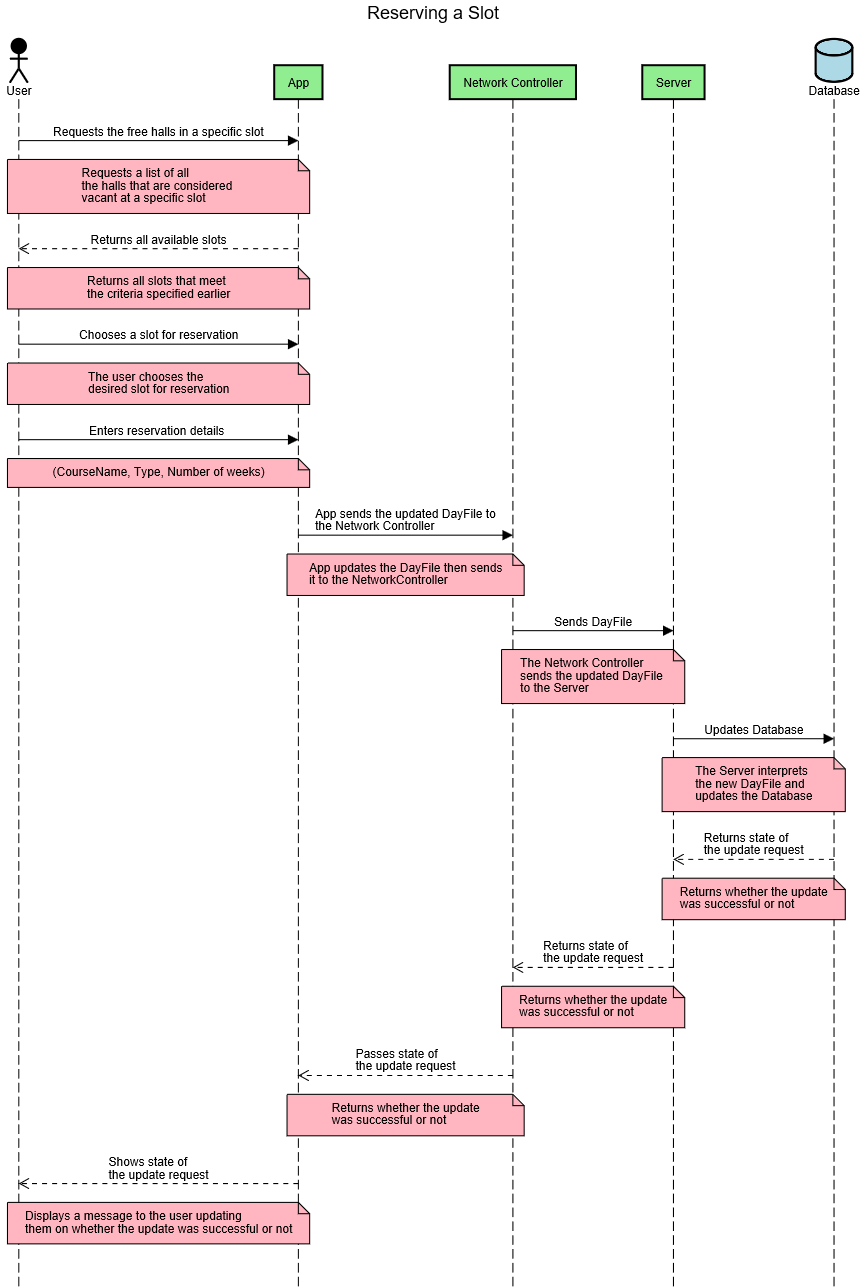 Reserving a Slot
User
App
Network Controller
Server
Database
Requests the free halls in a specific slot
Requests a list of all
the halls that are considered
vacant at a specific slot
Returns all available slots
Returns all slots that meet
the criteria specified earlier
Chooses a slot for reservation
The user chooses the
desired slot for reservation
Enters reservation details
(CourseName, Type, Number of weeks)
App sends the updated DayFile to
the Network Controller
App updates the DayFile then sends
it to the NetworkController
Sends DayFile
The Network Controller
sends the updated DayFile
to the Server
Updates Database
The Server interprets
the new DayFile and
updates the Database
Returns state of
the update request
Returns whether the update
was successful or not
Returns state of
the update request
Returns whether the update
was successful or not
Passes state of
the update request
Returns whether the update
was successful or not
Shows state of
the update request
Displays a message to the user updating
them on whether the update was successful or not